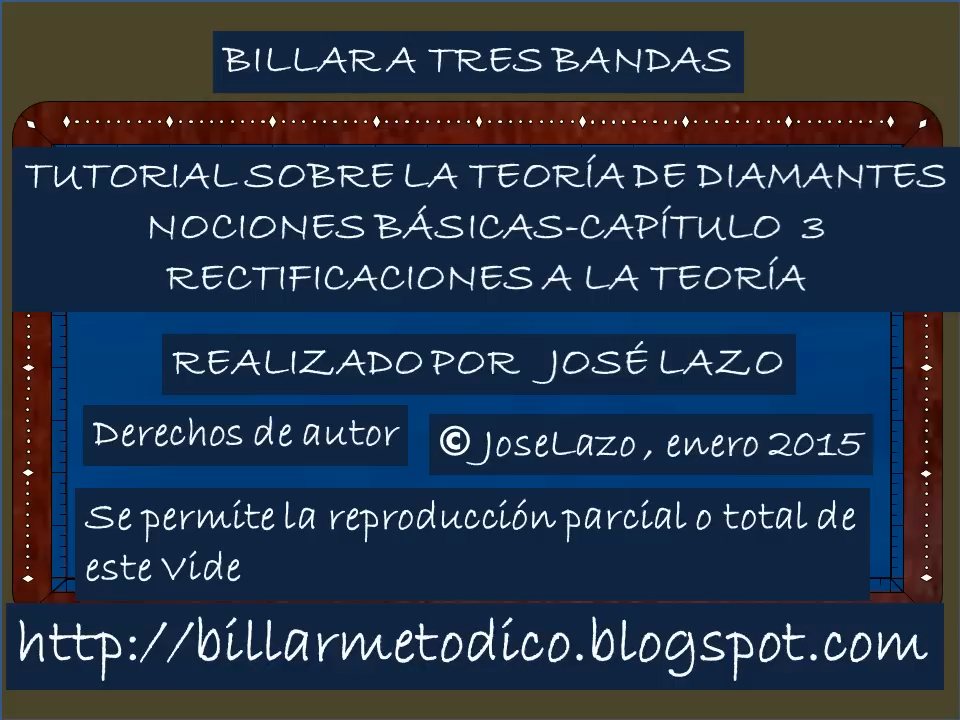 BILLAR A TRES BANDAS
TUTORIAL SOBRE LA TEORÍA DE DIAMANTES
NOCIONES BÁSICAS-CAPÍTULO 3
RECTIFICACIONES A LA TEORÍA
REALIZADO POR JOSÉ LAZO
Derechos de autor
© JoseLazo , enero 2015
Se permite la reproducción parcial o total de
este Vide
http://billarmetodico.blogspot.com